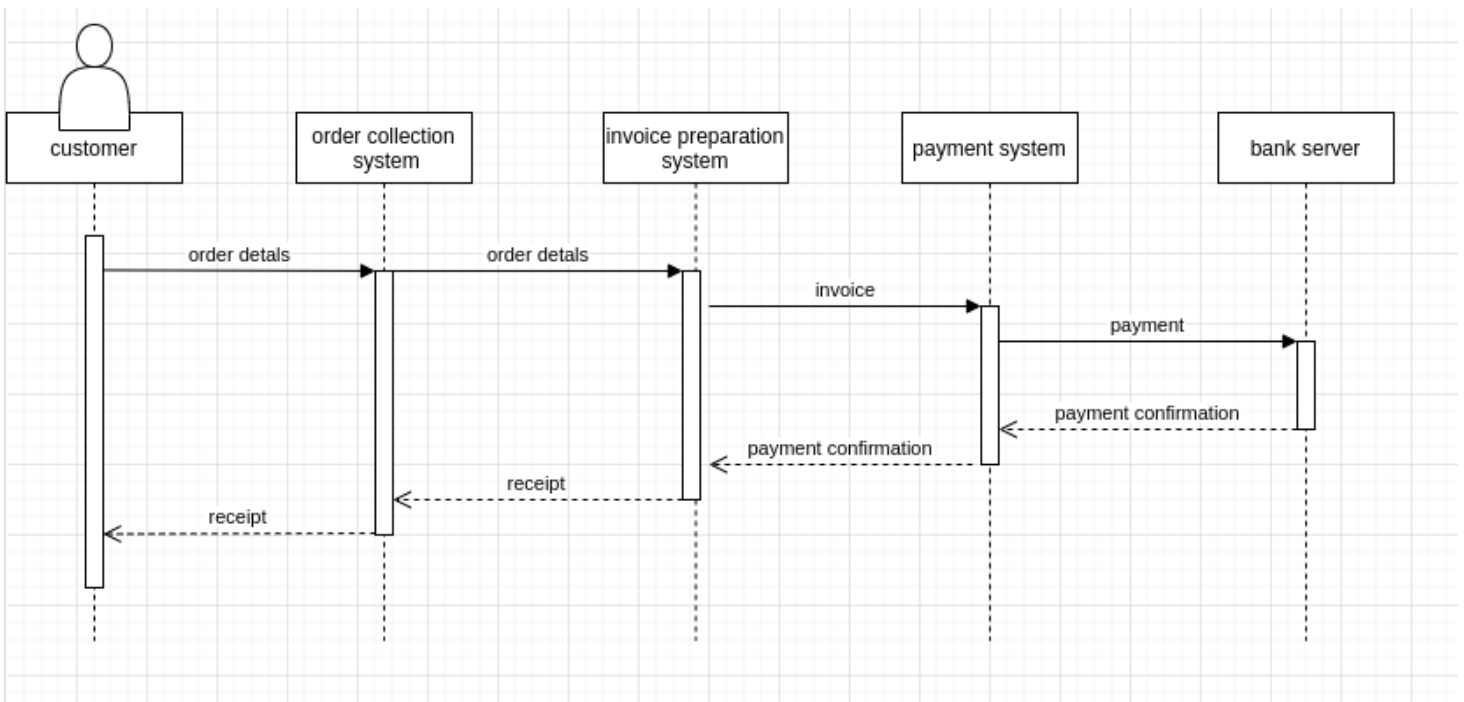 customer
order collection
system
invoice preparation
system
payment system
bank server
order detals
order detals
invoice
payment
payment confirmation
payment confirmation
receipt
receipt